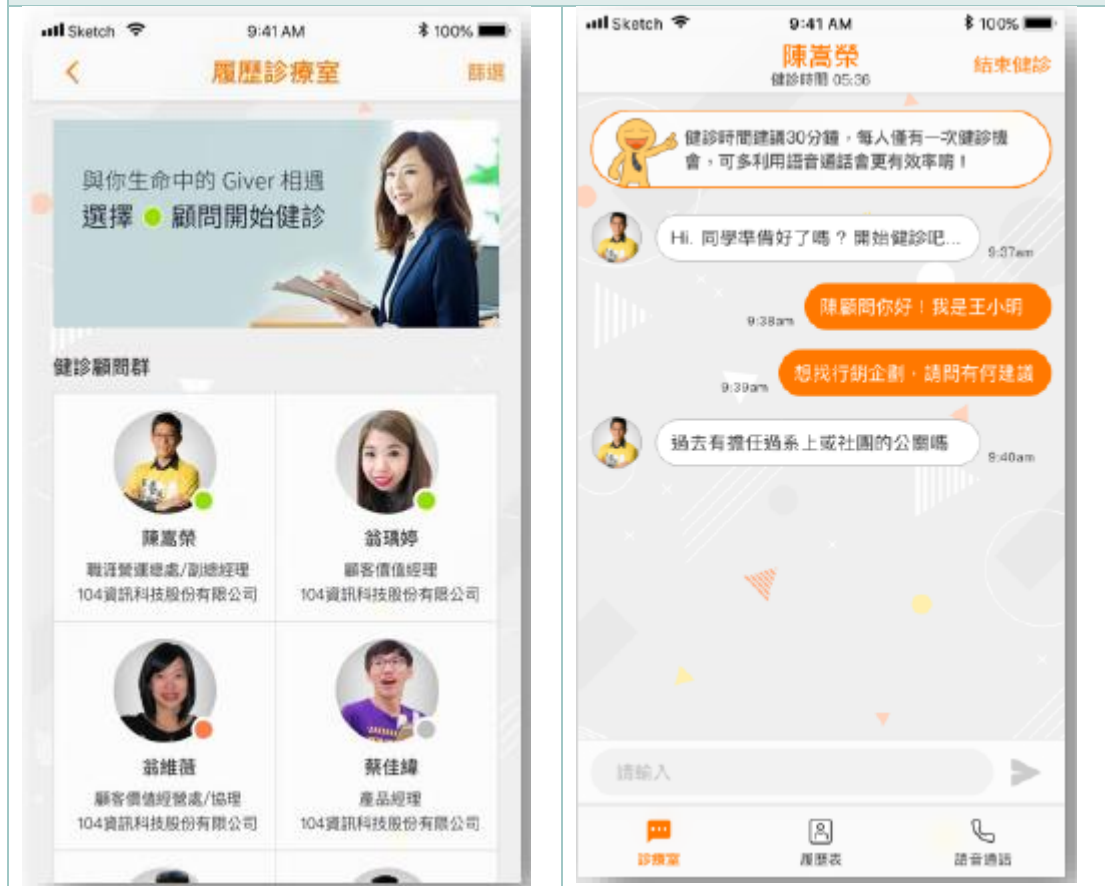 Sketch 9:41 AM 100%
履歷診療室 篩選
與你生命中的 Giver 相遇
選擇 顧問開始健診
健診顧問群
陳嵩榮
職涯營運總處/副總經理
104資訊科技股份有限公司
翁瑀婷
顧客價值經理
104資訊科技股份有限公司
翁維薇
顧客價值經營處/協理
104資訊科技股份有限公司
蔡佳緯
產品經理
104資訊科技股份有限公司
Sketch 9:41 AM 100%
陳嵩榮 結束健診
健診時間 05:36
健診時間建議30分鐘，每人僅有一次健診機
會，可多利用語音通話會更有效率唷！
Hi. 同學準備好了嗎？開始健診吧...
9:37am
陳顧問你好！我是王小明
9:38am
想找行銷企劃，請問有何建議
9:39am
過去有擔任過系上或社團的公關嗎
9:40am
請輸入
診療室 履歷表 語音通話